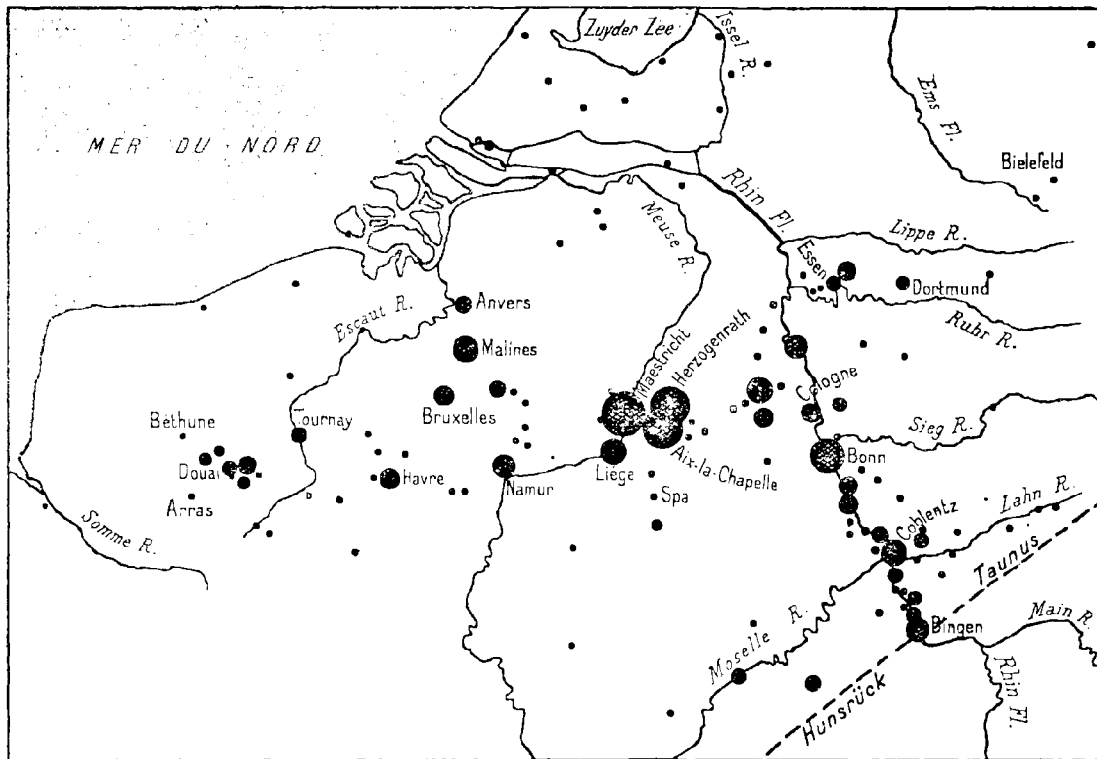 Zuyder Zee
Issel R.
Ems Fl.
MER DU NORD
Bielefeld
Rhin Fl.
Meuse R.
Lippe R.
Essen
Dortmund
Escaut R.
Anvers
Ruhr R.
Malines
Maestricht
Herzogenrath
Cologne
Bruxelles
Béthune
Tournay
Sieg R.
Douai
Bonn
Havre
Namur
Liége
Aix-la-Chapelle
Arras
Spa
Lahn R.
Somme R.
Coblentz
Taunus
Main R.
Bingen
Moselle R.
Hunsrück
Rhin Fl.